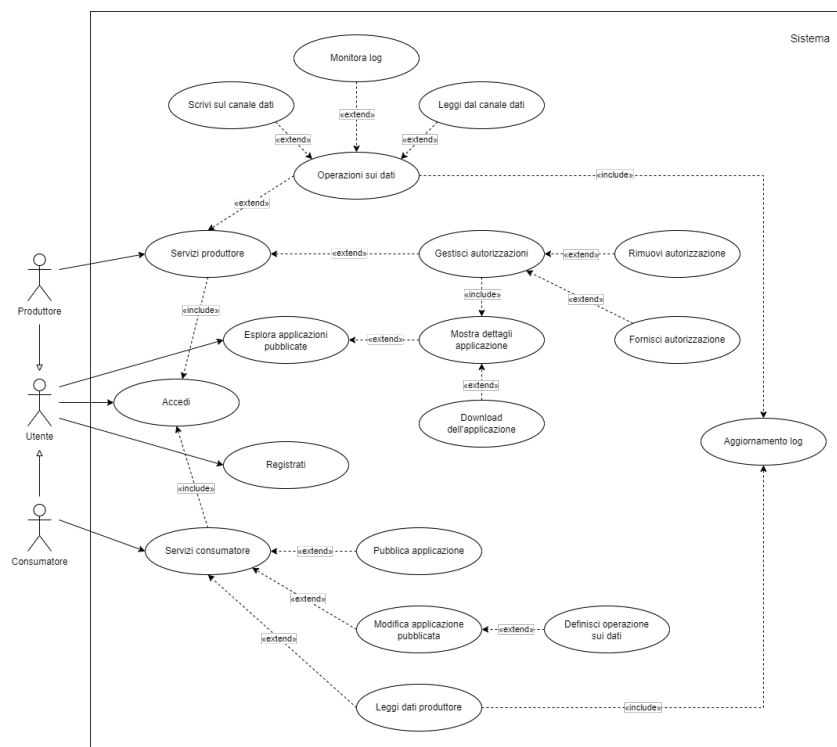 Sistema
Monitora log
Scrivi sul canale dati
Leggi dal canale dati
«extend»
«extend»
«extend»
Operazioni sui dati
«include»
«extend»
Servizi produttore
«extend»
Gestisci autorizzazioni
«extend»
Rimuovi autorizzazione
Produttore
«include»
«include»
«extend»
Esplora applicazioni
pubblicate
«extend»
Mostra dettagli
applicazione
Fornisci autorizzazione
«extend»
Utente
Accedi
Download
dell'applicazione
Aggiornamento log
Registrati
«include»
Consumatore
Servizi consumatore
«extend»
Pubblica applicazione
«extend»
Modifica applicazione
pubblicata
«extend»
Definisci operazione
sui dati
«extend»
Leggi dati produttore
«include»